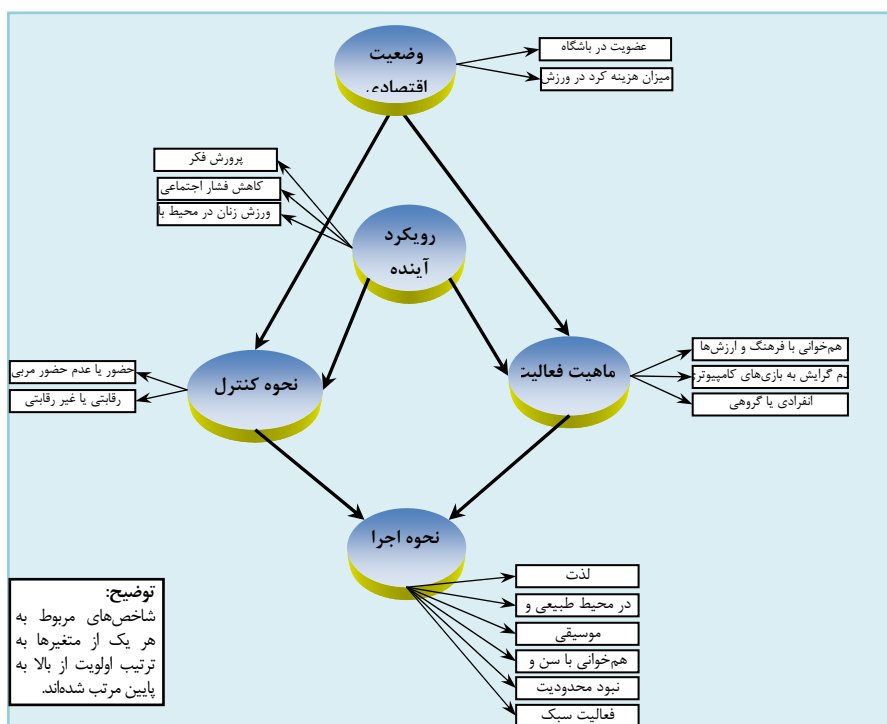 وضعیت
اقتصادی
عضویت در باشگاه
میزان هزینه کرد در ورزش
پرورش فکر
کاهش فشار اجتماعی
ورزش زنان در محیط با
رویکرد
آینده
حضور یا عدم حضور مربی
رقابتی یا غیر رقابتی
نحوه کنترل
ماهیت فعالیت
هم‌خوانی با فرهنگ و ارزش‌ها
گرایش به بازی‌های کامپیوتری
انفرادی یا گروهی
نحوه اجرا
لذت
در محیط طبیعی و
موسیقی
هم‌خوانی با سن و
نبود محدودیت
فعالیت سبک
توضیح:
شاخص‌های مربوط به
هر یک از متغیرها به
ترتیب اولویت از بالا به
پایین مرتب شده‌اند.